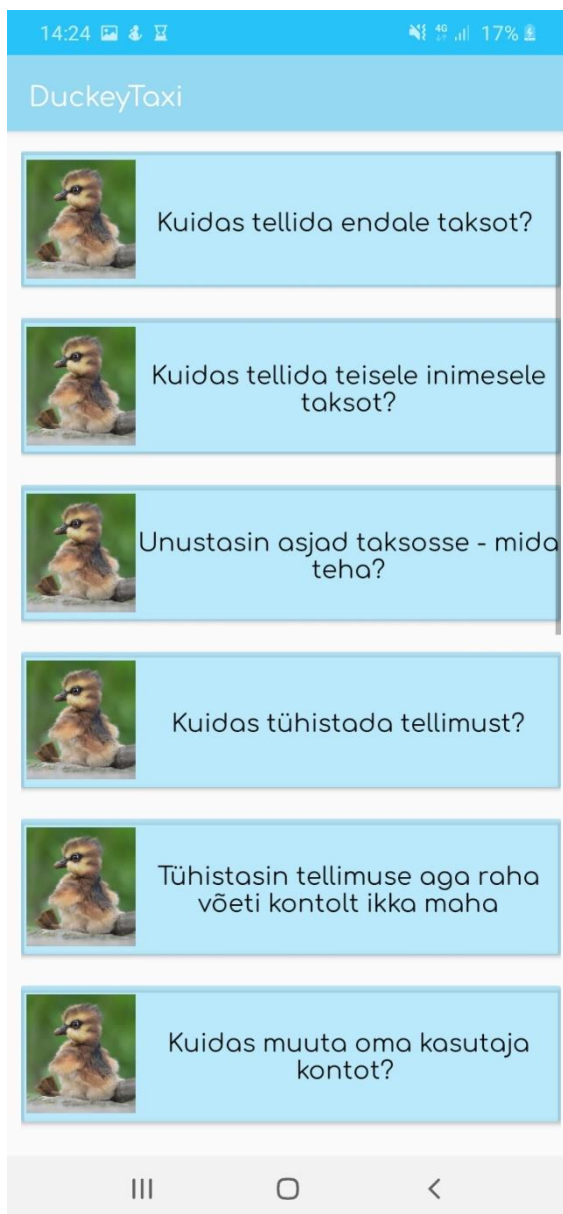 14:24
4G
17%
DuckeyTaxi
Kuidas tellida endale taksot?
Kuidas tellida teisele inimesele
taksot?
Unustasin asjad taksosse - mida
teha?
Kuidas tühistada tellimust?
Tühistasin tellimuse aga raha
võeti kontolt ikka maha
Kuidas muuta oma kasutaja
kontot?